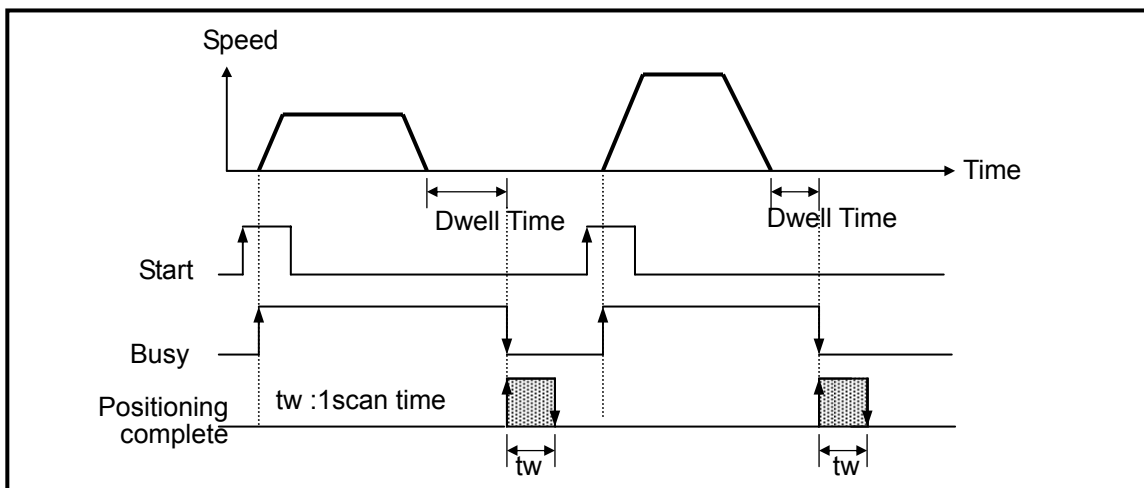 Speed
Time
Dwell Time
Dwell Time
Start
Busy
tw :1scan time
Positioning
complete
tw
tw